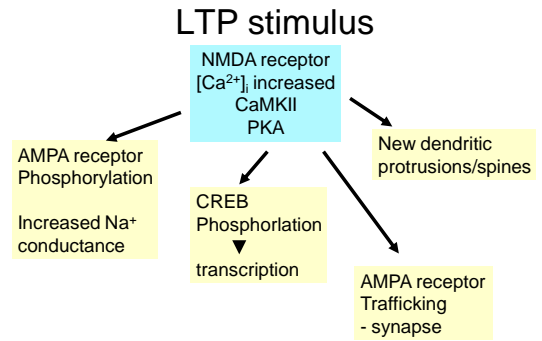 LTP stimulus
NMDA receptor
[Ca²⁺]ᵢ increased
CaMKII
PKA
AMPA receptor
Phosphorylation
Increased Na⁺
conductance
CREB
Phosphorlation
transcription
AMPA receptor
Trafficking
- synapse
New dendritic
protrusions/spines